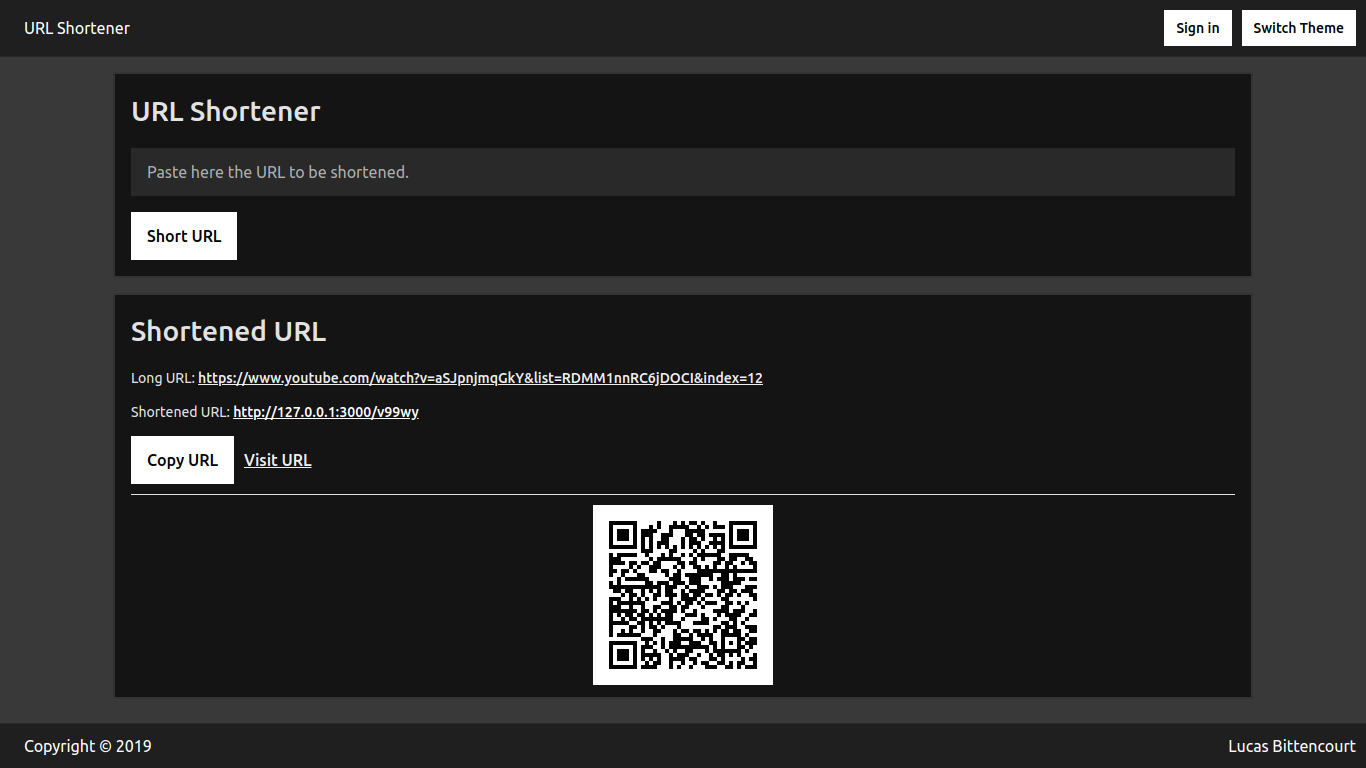 URL Shortener
Sign in
Switch Theme
URL Shortener
Paste here the URL to be shortened.
Short URL
Shortened URL
Long URL: https://www.youtube.com/watch?v=aSJpnjmqGkY&list=RDMM1nnRC6jDOCI&index=12
Shortened URL: http://127.0.0.1:3000/v99wy
Copy URL
Visit URL
Copyright © 2019
Lucas Bittencourt